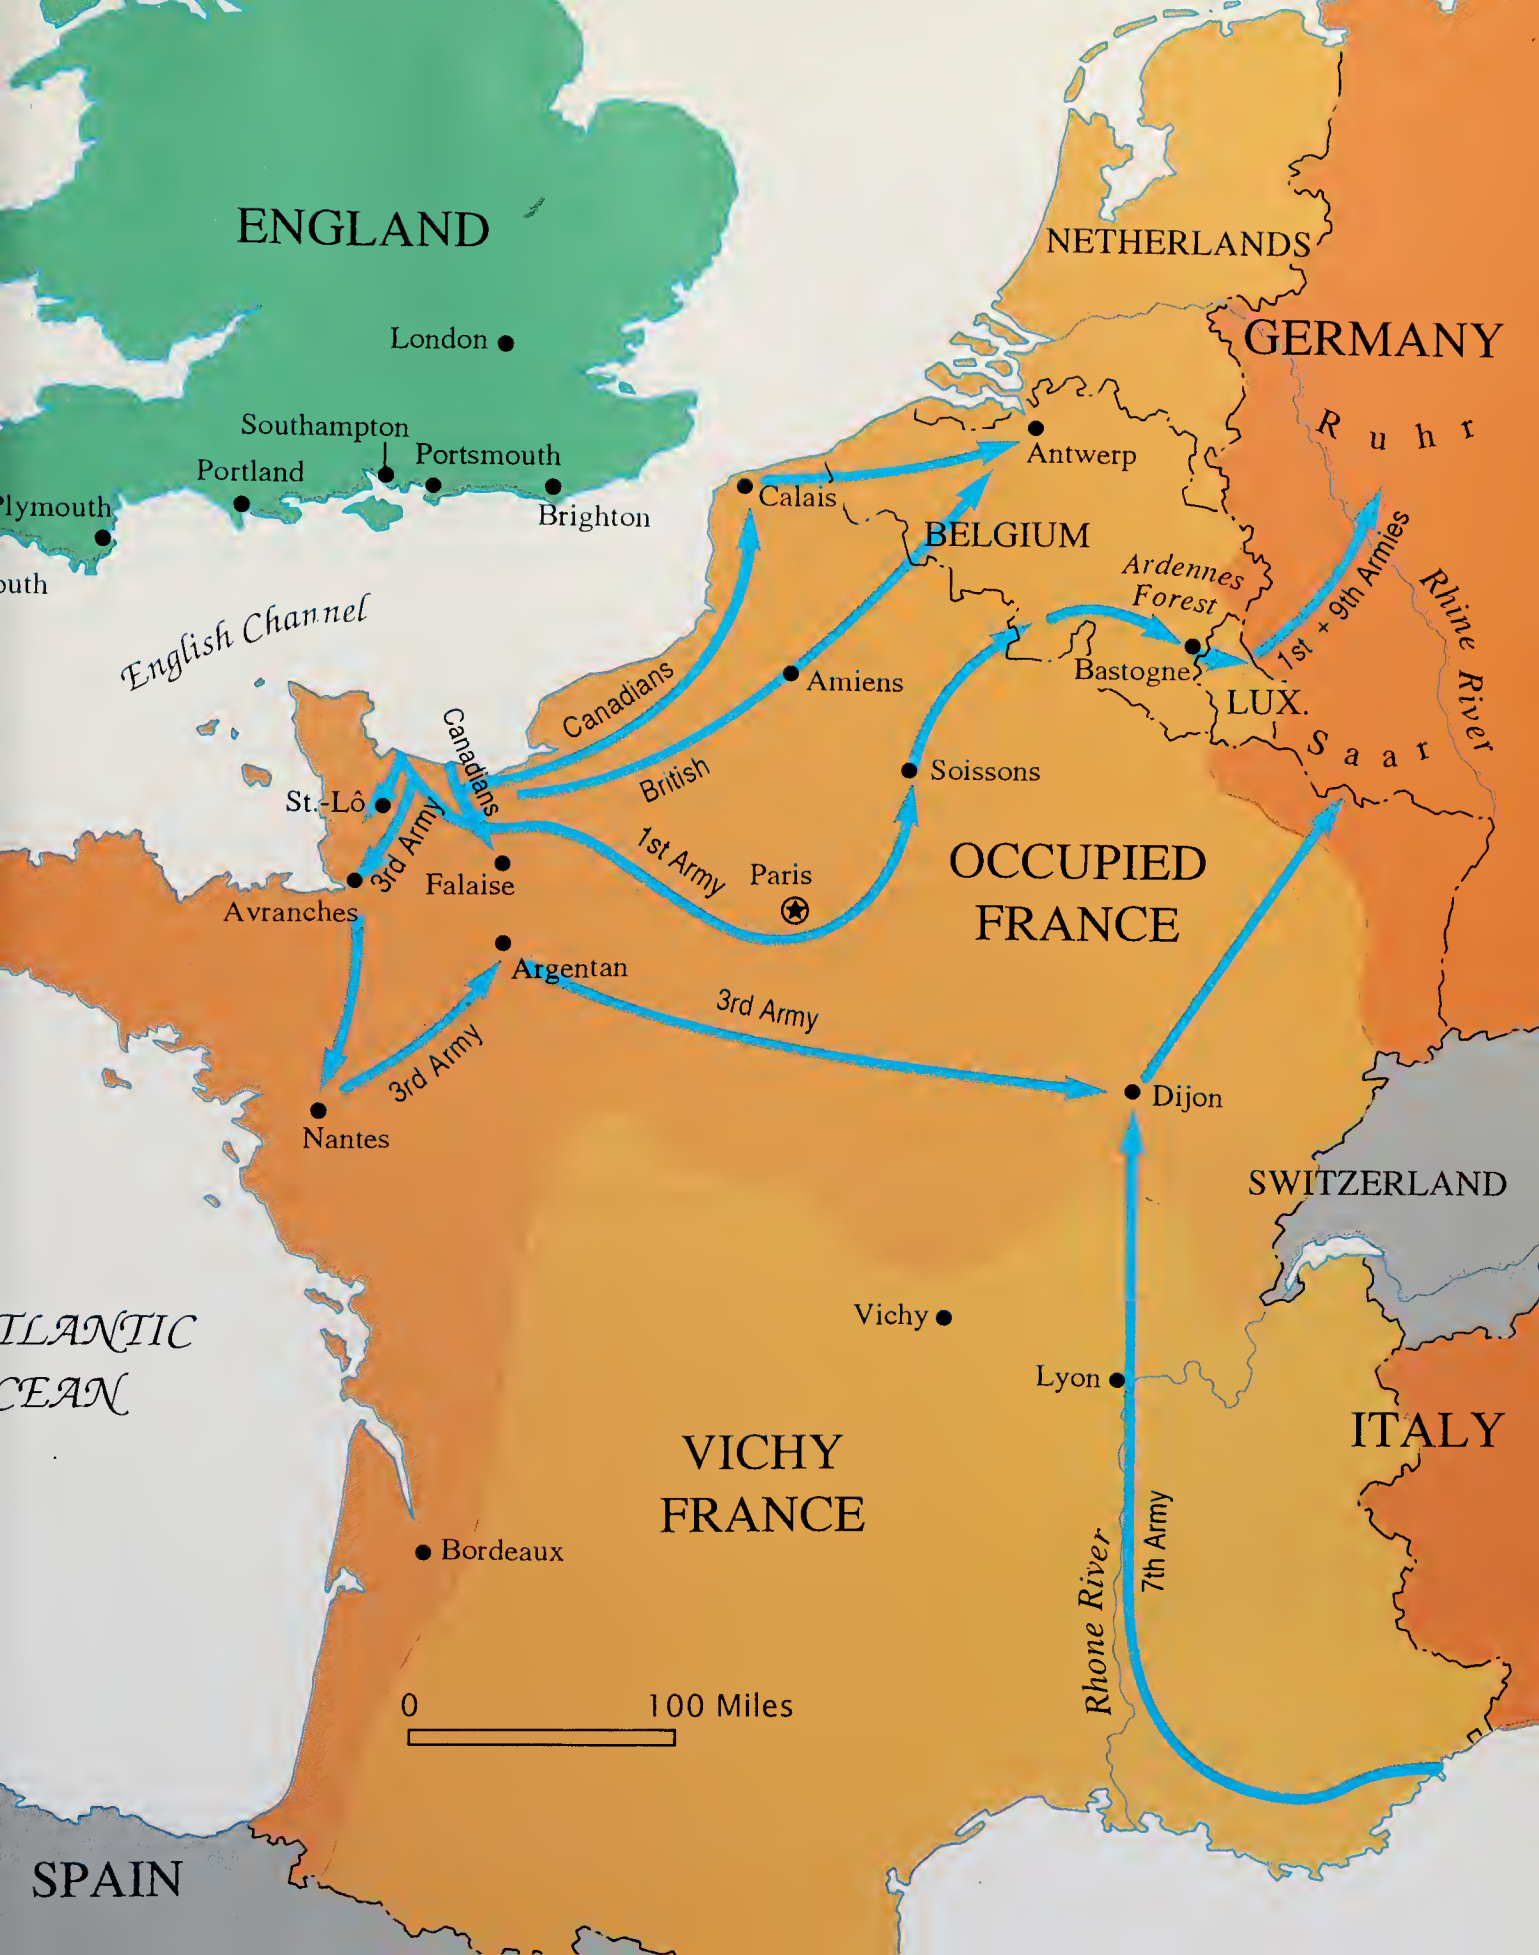 ENGLAND
NETHERLANDS
London
GERMANY
Southampton
Ruhr
Portsmouth
Portland
Antwerp
Plymouth
Calais
Brighton
BELGIUM
1st + 9th Armies
outh
Ardennes
Forest
English Channel
Rhine River
Canadians
Amiens
Bastogne
LUX.
Canadians
Saar
British
Soissons
St.-Lô
3rd Army
1st Army
Paris
OCCUPIED
FRANCE
Falaise
Avranches
Argentan
3rd Army
3rd Army
Dijon
Nantes
SWITZERLAND
Vichy
TLANTIC
CEAN
Lyon
ITALY
VICHY
FRANCE
7th Army
Bordeaux
Rhone River
0 100 Miles
SPAIN